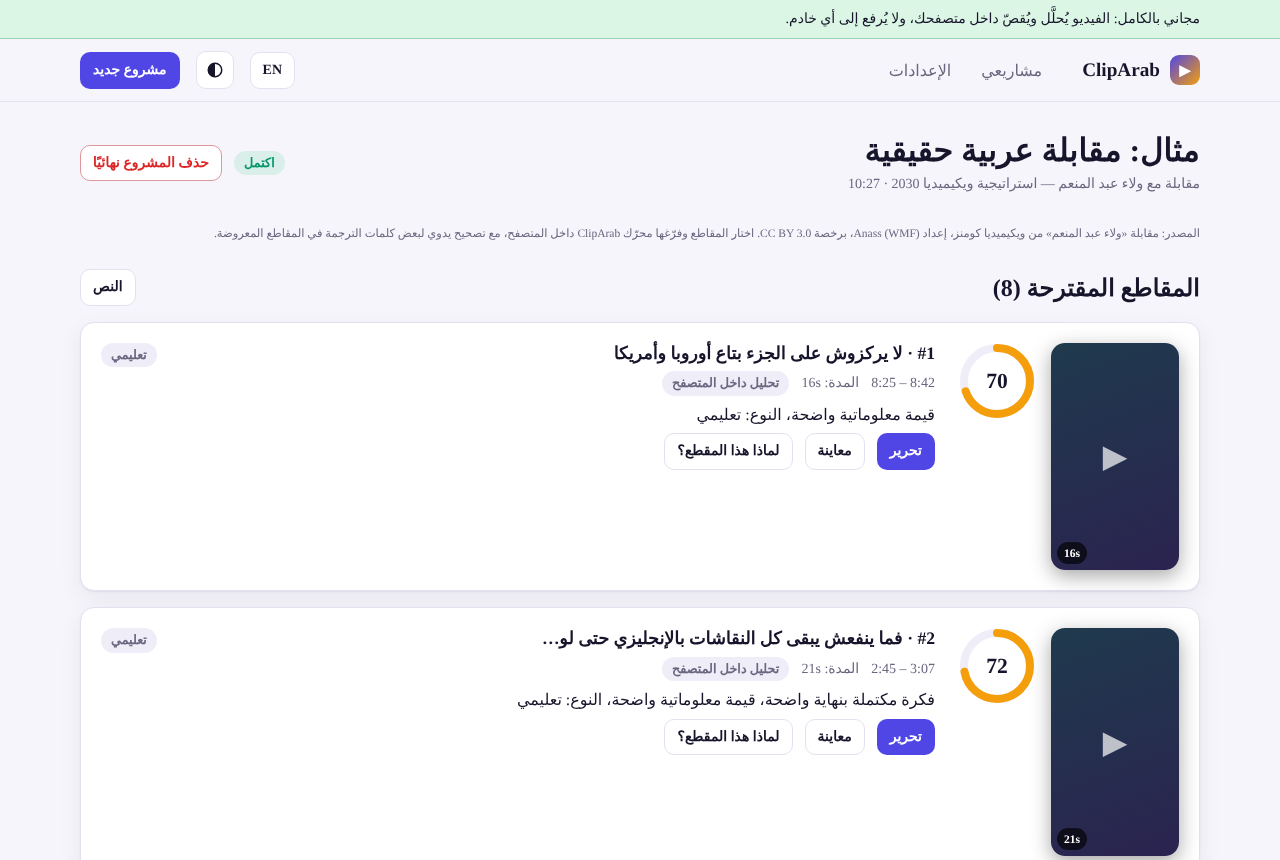 مجاني بالكامل: الفيديو يُحلَّل ويُقصّ داخل متصفحك، ولا يُرفع إلى أي خادم.
ClipArab
مشاريعي
الإعدادات
EN
مشروع جديد
مثال: مقابلة عربية حقيقية
مقابلة مع ولاء عبد المنعم — استراتيجية ويكيميديا 2030 · 10:27
اكتمل
حذف المشروع نهائيًا
المصدر: مقابلة «ولاء عبد المنعم» من ويكيميديا كومنز، إعداد Anass (WMF)، برخصة CC BY 3.0. اختار المقاطع وفرّغها محرّك ClipArab داخل المتصفح، مع تصحيح يدوي لبعض كلمات الترجمة في المقاطع المعروضة.
المقاطع المقترحة (8)
النص
16s
70
#1 · لا يركزوش على الجزء بتاع أوروبا وأمريكا
تعليمي
8:25 – 8:42
المدة: 16s
تحليل داخل المتصفح
قيمة معلوماتية واضحة، النوع: تعليمي
تحرير
معاينة
لماذا هذا المقطع؟
21s
72
#2 · فما ينفعش يبقى كل النقاشات بالإنجليزي حتى لو…
تعليمي
2:45 – 3:07
المدة: 21s
تحليل داخل المتصفح
فكرة مكتملة بنهاية واضحة، قيمة معلوماتية واضحة، النوع: تعليمي
تحرير
معاينة
لماذا هذا المقطع؟